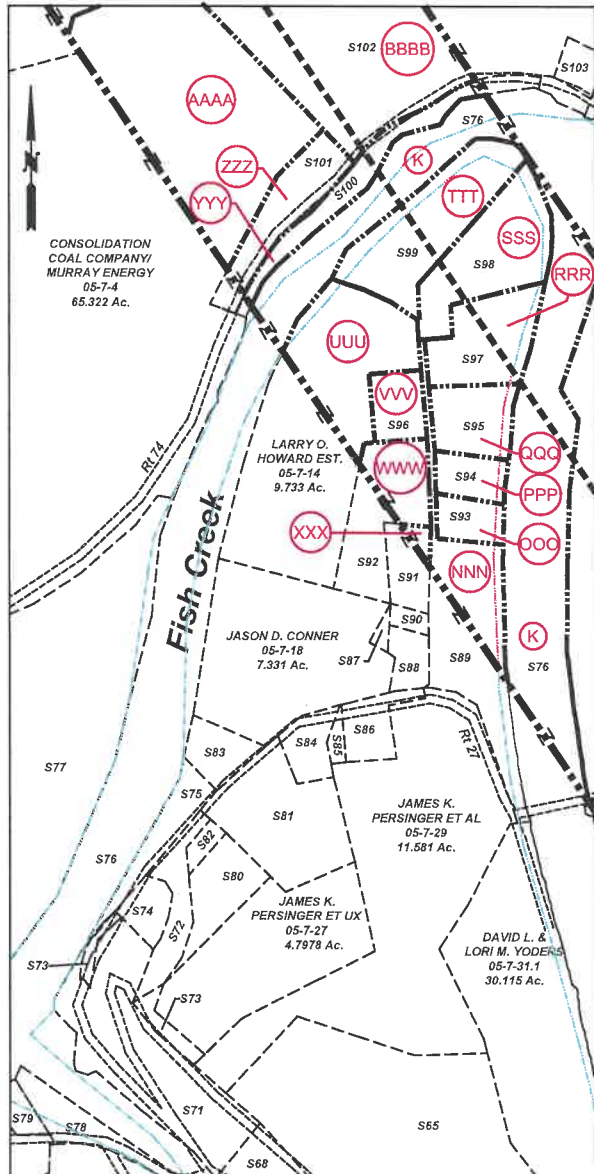 S102
BBBB
S103
AAAA
S76
ZZZ
S101
K
S100
YYY
TTT
N
CONSOLIDATION
COAL COMPANY/
MURRAY ENERGY
05-7-4
65.322 Ac.
S99
SSS
S98
RRR
UUU
S97
VVV
S96
S95
QQQ
Rt 74
LARRY O.
HOWARD EST.
05-7-14
9.733 Ac.
WWW
S94
PPP
S93
OOO
XXX
S92
S91
NNN
Fish Creek
S90
K
JASON D. CONNER
05-7-18
7.331 Ac.
S87
S88
S89
S76
S83
S84
S85
S86
Rt 27
S77
S75
S81
JAMES K.
PERSINGER ET AL
05-7-29
11.581 Ac.
S76
S82
S80
S74
S72
JAMES K.
PERSINGER ET UX
05-7-27
4.7978 Ac.
DAVID L. &
LORI M. YODERS
05-7-31.1
30.115 Ac.
S73
S73
S71
S79
S78
S65
S68